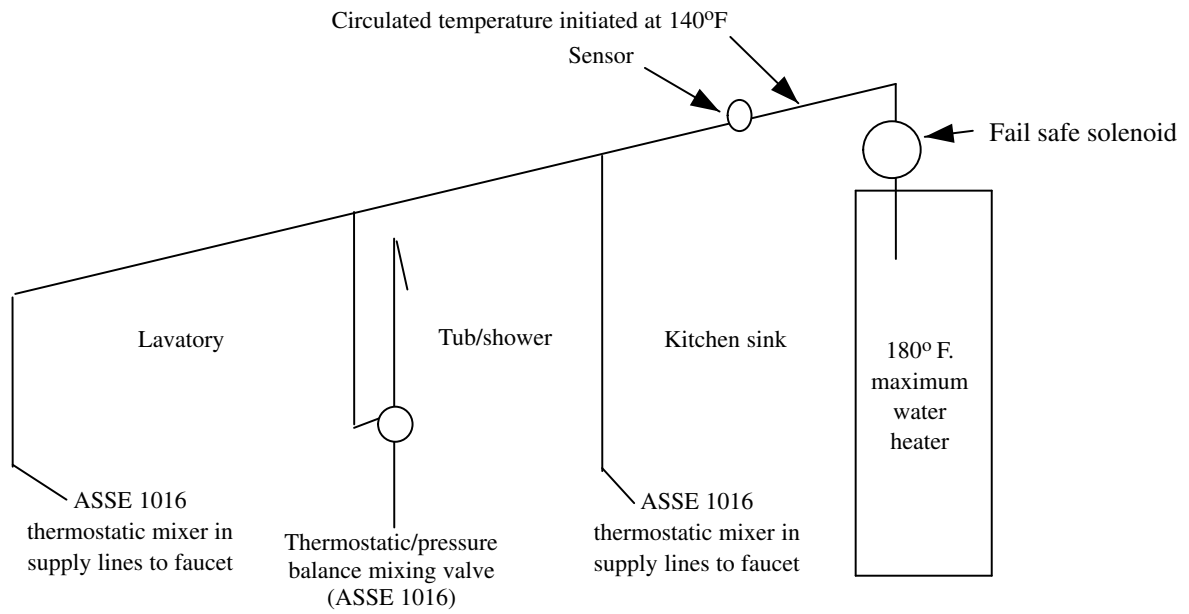 Circulated temperature initiated at 140ºF
Sensor
Fail safe solenoid
Lavatory
Tub/shower
Kitchen sink
180º F.
maximum
water
heater
ASSE 1016
thermostatic mixer in
supply lines to faucet
Thermostatic/pressure
balance mixing valve
(ASSE 1016)
ASSE 1016
thermostatic mixer in
supply lines to faucet